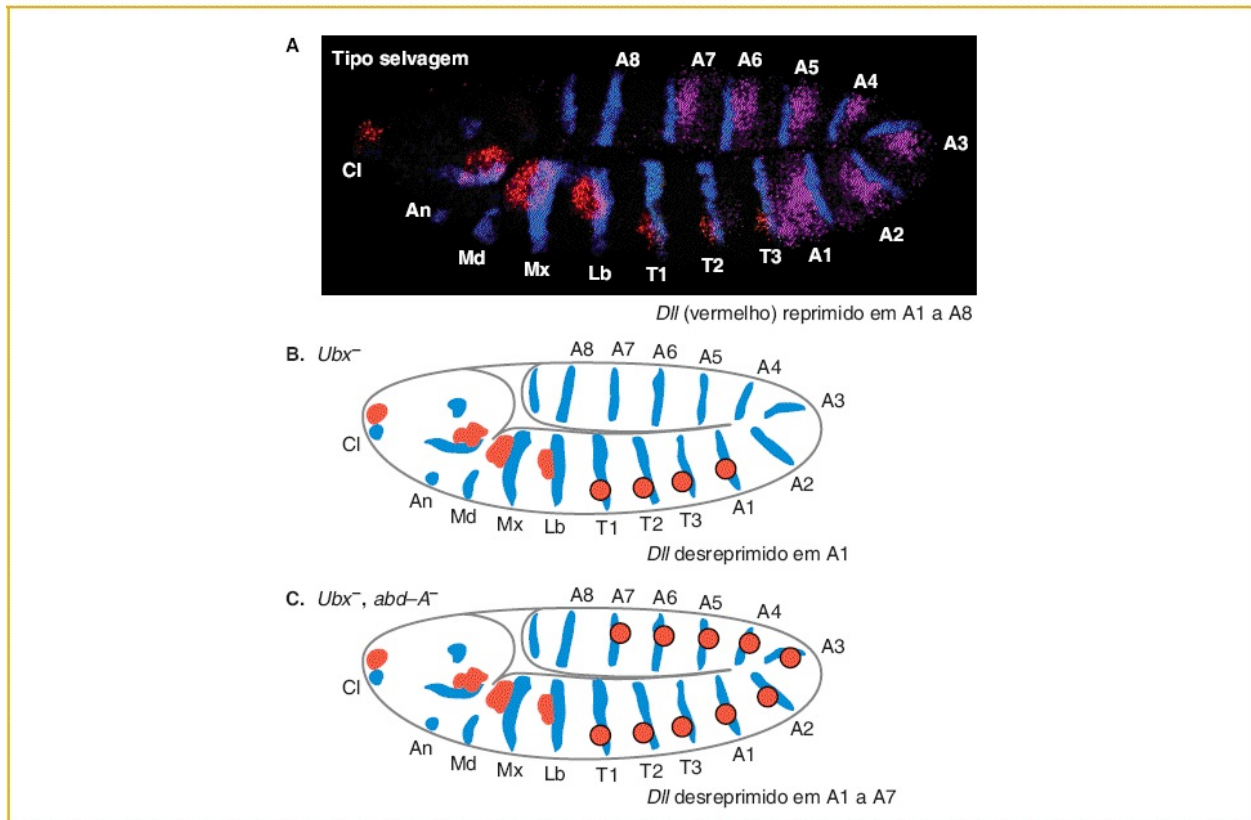 A
Tipo selvagem
A8
A7
A6
A5
A4
A3
Cl
An
Md
Mx
Lb
T1
T2
T3
A1
A2
Dll (vermelho) reprimido em A1 a A8
B. Ubx–
A8
A7
A6
A5
A4
A3
Cl
An
Md
Mx
Lb
T1
T2
T3
A1
A2
Dll desreprimido em A1
C. Ubx–, abd–A–
A8
A7
A6
A5
A4
A3
Cl
An
Md
Mx
Lb
T1
T2
T3
A1
A2
Dll desreprimido em A1 a A7